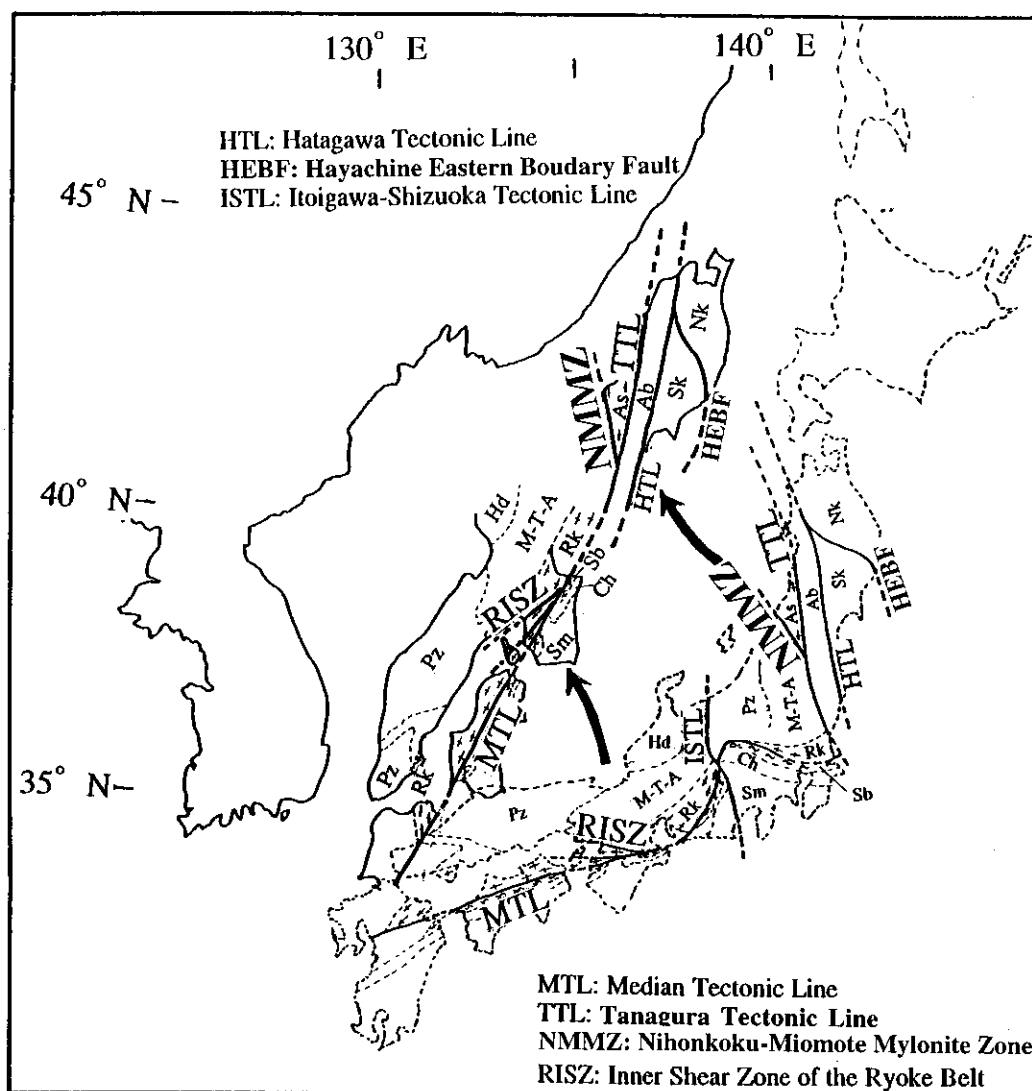 130° E
140° E
HTL: Hatagawa Tectonic Line
HEBF: Hayachine Eastern Boudary Fault
ISTL: Itoigawa-Shizuoka Tectonic Line
45° N
NMMZ
TTL
As
Ab
Nk
Sk
HEBF
HTL
40° N
Hd
M-T-A
Rk
Sb
Ch
RISZ
Sm
Pz
MTL
Pz
Rk
TTL
NMMZ
As
Ab
Nk
Sk
HEBF
HTL
M-T-A
Pz
ISTL
Hd
35° N
M-T-A
Rk
Ch
Rk
Sm
Sb
Pz
?
RISZ
MTL
MTL: Median Tectonic Line
TTL: Tanagura Tectonic Line
NMMZ: Nihonkoku-Miomote Mylonite Zone
RISZ: Inner Shear Zone of the Ryoke Belt